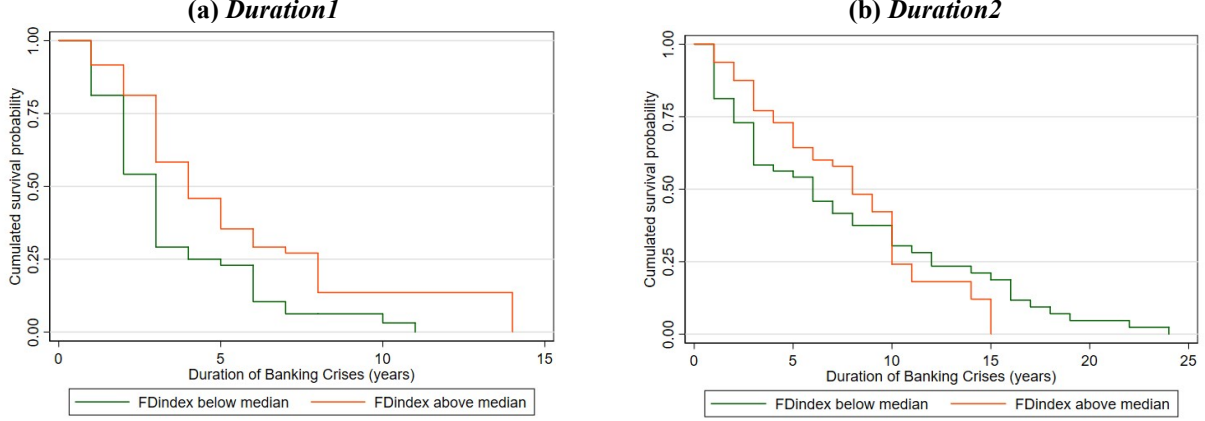 (a) Duration1
Cumulated survival probability
1.00
0.75
0.50
0.25
0.00
0 5 10 15
Duration of Banking Crises (years)
FDindex below median FDindex above median
(b) Duration2
Cumulated survival probability
1.00
0.75
0.50
0.25
0.00
0 5 10 15 20 25
Duration of Banking Crises (years)
FDindex below median FDindex above median